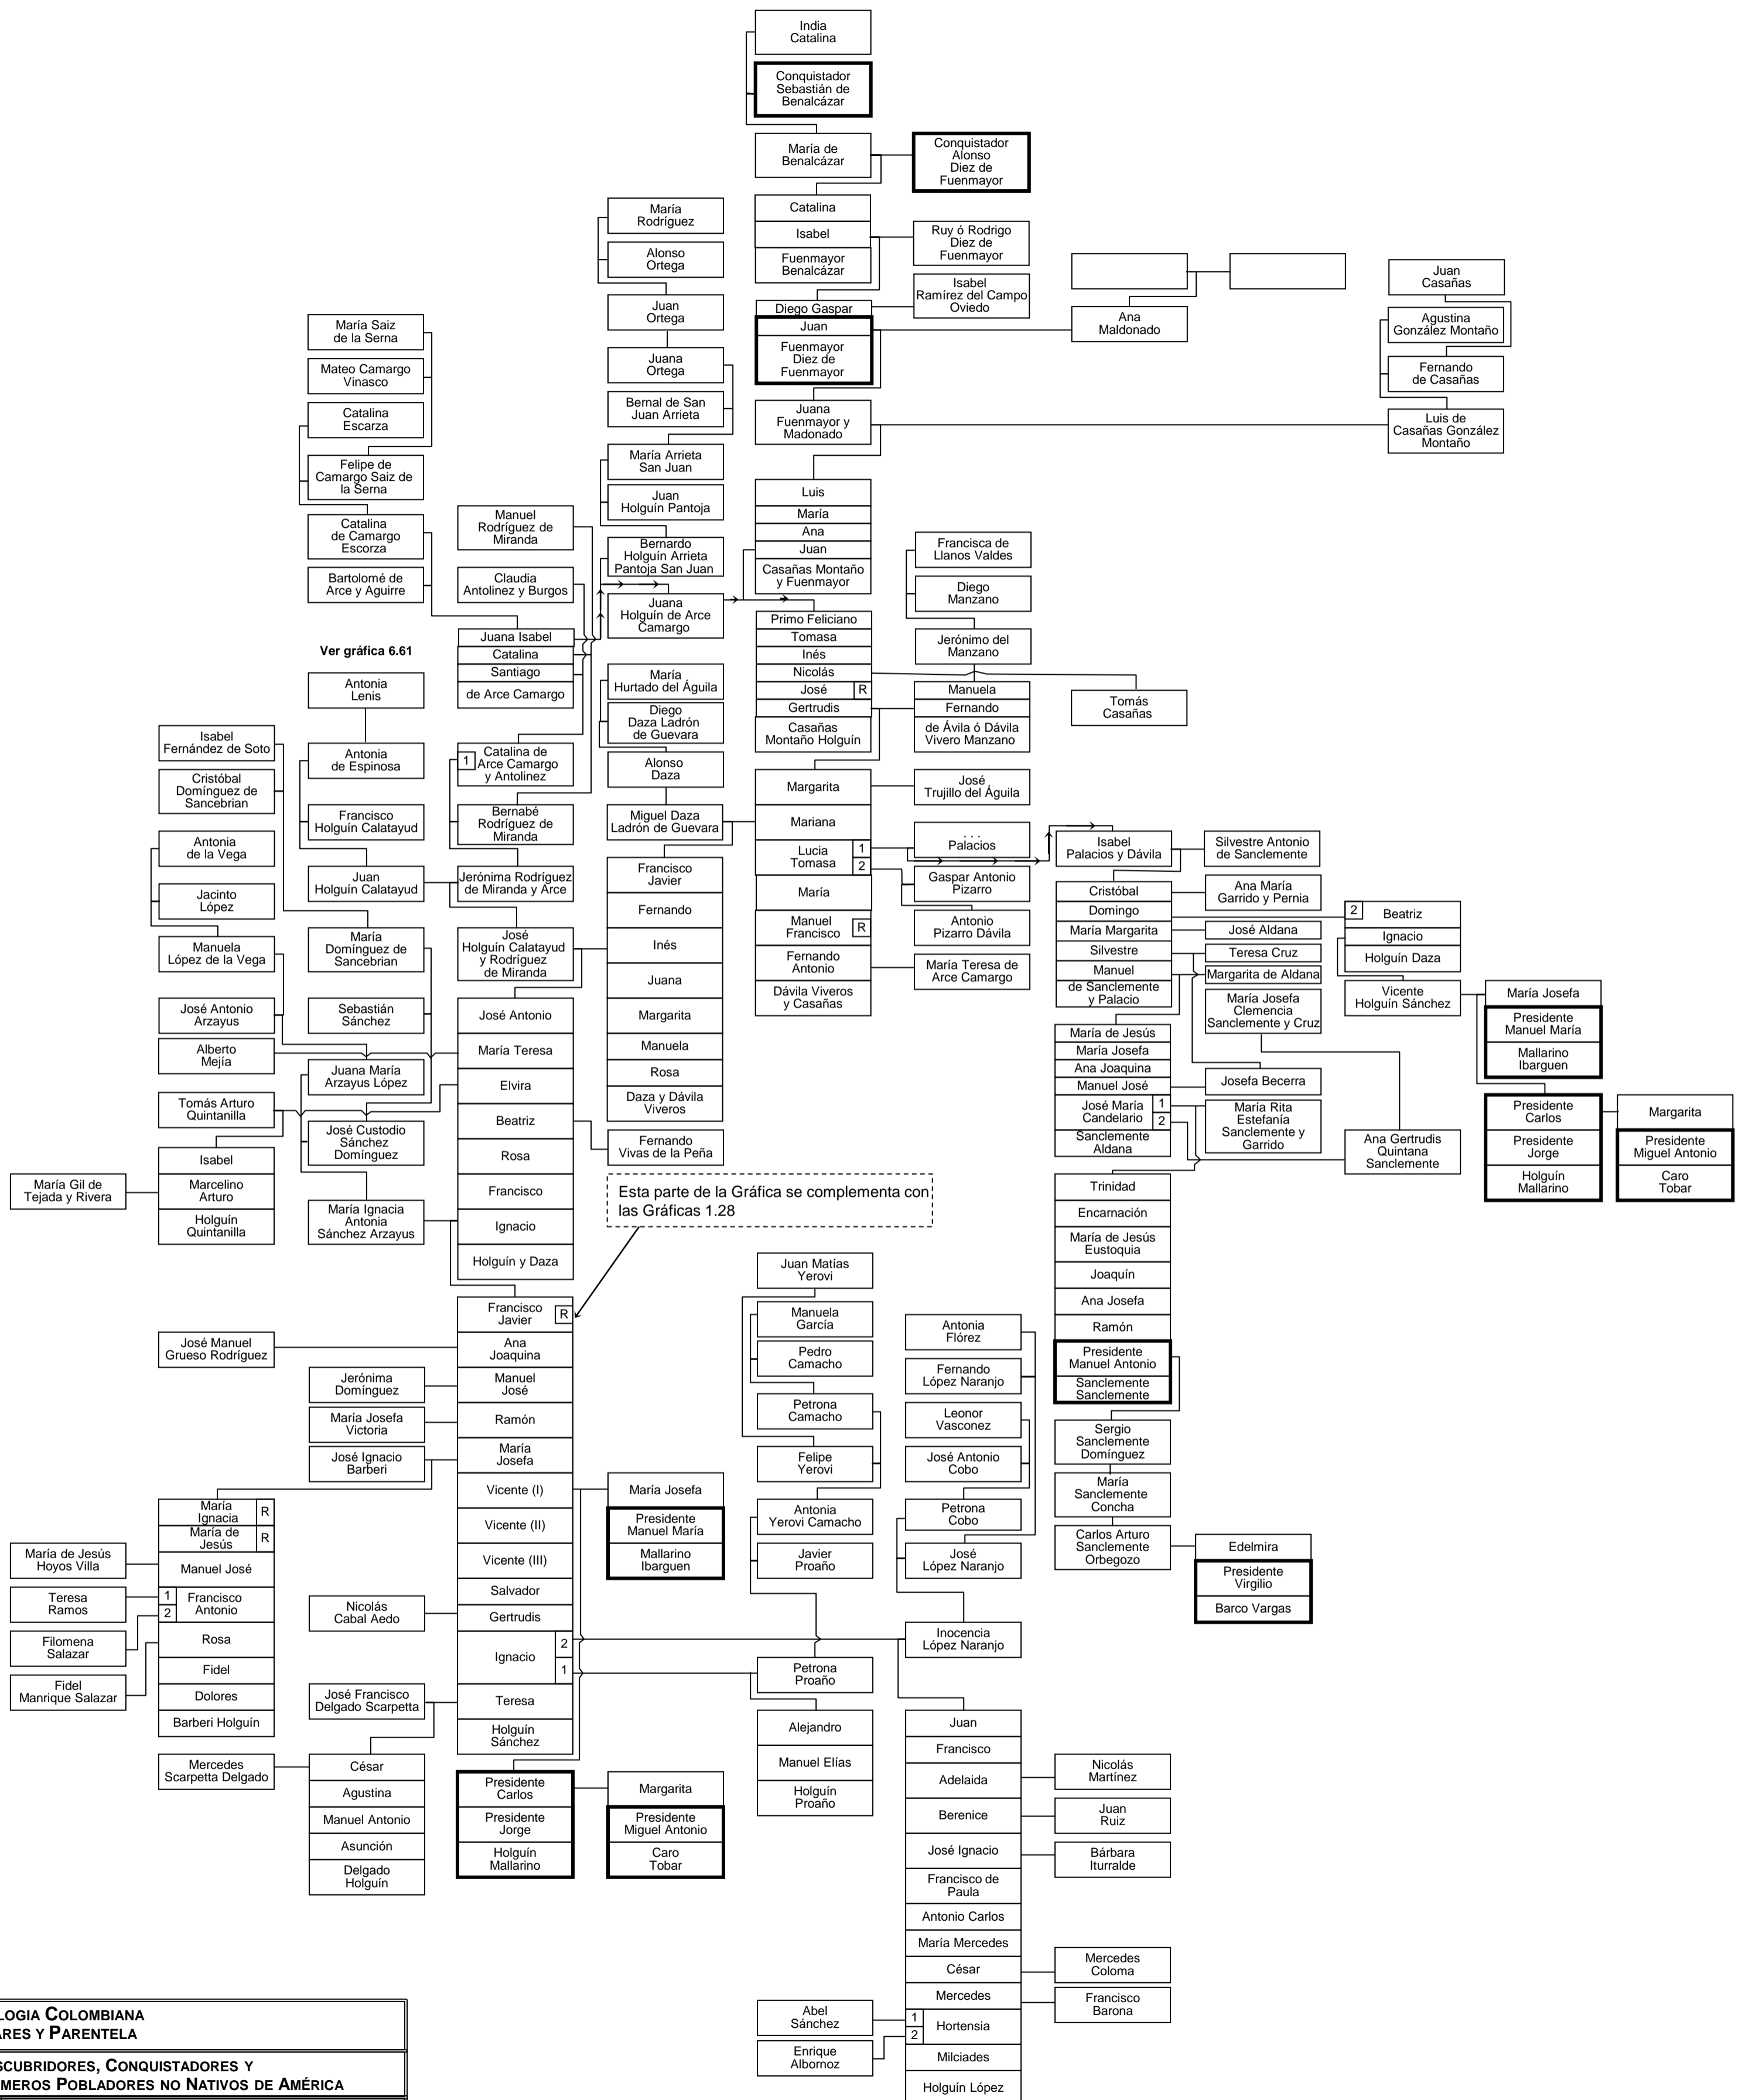 India
Catalina
Conquistador
Sebastián de
Benalcázar
María de
Benalcázar
Conquistador
Alonso
Diez de
Fuenmayor
Catalina
Isabel
Fuenmayor
Benalcázar
Ruy ó Rodrigo
Diez de
Fuenmayor
Isabel
Ramírez del Campo
Oviedo
Diego Gaspar
Juan
Fuenmayor
Diez de
Fuenmayor
Ana
Maldonado
Juan
Casañas
Agustina
González Montaño
Fernando
de Casañas
Luis de
Casañas González
Montaño
Juana
Fuenmayor y
Madonado
María
Rodríguez
Alonso
Ortega
Juan
Ortega
Juana
Ortega
Bernal de San
Juan Arrieta
María Arrieta
San Juan
Juan
Holguín Pantoja
Bernardo
Holguín Arrieta
Pantoja San Juan
Juana
Holguín de Arce
Camargo
María Saiz
de la Serna
Mateo Camargo
Vinasco
Catalina
Escarza
Felipe de
Camargo Saiz de
la Serna
Catalina
de Camargo
Escorza
Bartolomé de
Arce y Aguirre
Manuel
Rodríguez de
Miranda
Claudia
Antolinez y Burgos
Juana Isabel
Catalina
Santiago
de Arce Camargo
Luis
María
Ana
Juan
Casañas Montaño
y Fuenmayor
Primo Feliciano
Tomasa
Inés
Nicolás
José R
Gertrudis
Casañas
Montaño Holguín
Francisca de
Llanos Valdes
Diego
Manzano
Jerónimo del
Manzano
Manuela
Fernando
de Ávila ó Dávila
Vivero Manzano
Tomás
Casañas
Ver gráfica 6.61
Antonia
Lenis
Antonia
de Espinosa
Francisco
Holguín Calatayud
Juan
Holguín Calatayud
Isabel
Fernández de Soto
Cristóbal
Domínguez de
Sancebrian
Antonia
de la Vega
Jacinto
López
Manuela
López de la Vega
José Antonio
Arzayus
Alberto
Mejía
Tomás Arturo
Quintanilla
1
Catalina de
Arce Camargo
y Antolinez
Bernabé
Rodríguez de
Miranda
Jerónima Rodríguez
de Miranda y Arce
José
Holguín Calatayud
y Rodríguez
de Miranda
María
Hurtado del Águila
Diego
Daza Ladrón
de Guevara
Alonso
Daza
Miguel Daza
Ladrón de Guevara
Margarita
Mariana
Lucia 1
Tomasa 2
María
Manuel
Francisco R
Fernando
Antonio
Dávila Viveros
y Casañas
José
Trujillo del Águila
. . .
Palacios
Gaspar Antonio
Pizarro
Antonio
Pizarro Dávila
María Teresa de
Arce Camargo
Isabel
Palacios y Dávila
Silvestre Antonio
de Sanclemente
Cristóbal
Domingo
María Margarita
Silvestre
Manuel
de Sanclemente
y Palacio
Ana María
Garrido y Pernia
José Aldana
Teresa Cruz
Margarita de Aldana
María Josefa
Clemencia
Sanclemente y Cruz
2 Beatriz
Ignacio
Holguín Daza
Vicente
Holguín Sánchez
María Josefa
Presidente
Manuel María
Mallarino
Ibarguen
Presidente
Carlos
Presidente
Jorge
Holguín
Mallarino
Margarita
Presidente
Miguel Antonio
Caro
Tobar
Francisco
Javier
Fernando
Inés
Juana
Margarita
Manuela
Rosa
Daza y Dávila
Viveros
María
Domínguez de
Sancebrian
Sebastián
Sánchez
Juana María
Arzayus López
José Custodio
Sánchez
Domínguez
María Ignacia
Antonia
Sánchez Arzayus
José Antonio
María Teresa
Elvira
Beatriz
Rosa
Francisco
Ignacio
Holguín y Daza
Fernando
Vivas de la Peña
María Gil de
Tejada y Rivera
Isabel
Marcelino
Arturo
Holguín
Quintanilla
María de Jesús
María Josefa
Ana Joaquina
Manuel José
José María 1
Candelario 2
Sanclemente
Aldana
Josefa Becerra
María Rita
Estefanía
Sanclemente y
Garrido
Ana Gertrudis
Quintana
Sanclemente
Trinidad
Encarnación
María de Jesús
Eustoquia
Joaquín
Ana Josefa
Ramón
Presidente
Manuel Antonio
Sanclemente
Sanclemente
Sergio
Sanclemente
Domínguez
María
Sanclemente
Concha
Carlos Arturo
Sanclemente
Orbegozo
Edelmira
Presidente
Virgilio
Barco Vargas
Esta parte de la Gráfica se complementa con
las Gráficas 1.28
Francisco
Javier R
Ana
Joaquina
Manuel
José
Ramón
María
Josefa
Vicente (I)
Vicente (II)
Vicente (III)
Salvador
Gertrudis
Ignacio 2
1
Teresa
Holguín
Sánchez
José Manuel
Grueso Rodríguez
Jerónima
Domínguez
María Josefa
Victoria
José Ignacio
Barberi
Nicolás
Cabal Aedo
José Francisco
Delgado Scarpetta
María
Ignacia R
María de
Jesús R
Manuel José
1 Francisco
2 Antonio
Rosa
Fidel
Dolores
Barberi Holguín
María de Jesús
Hoyos Villa
Teresa
Ramos
Filomena
Salazar
Fidel
Manrique Salazar
Mercedes
Scarpetta Delgado
César
Agustina
Manuel Antonio
Asunción
Delgado
Holguín
María Josefa
Presidente
Manuel María
Mallarino
Ibarguen
Presidente
Carlos
Presidente
Jorge
Holguín
Mallarino
Margarita
Presidente
Miguel Antonio
Caro
Tobar
Juan Matías
Yerovi
Manuela
García
Pedro
Camacho
Petrona
Camacho
Felipe
Yerovi
Antonia
Yerovi Camacho
Javier
Proaño
Petrona
Proaño
Alejandro
Manuel Elías
Holguín
Proaño
Antonia
Flórez
Fernando
López Naranjo
Leonor
Vasconez
José Antonio
Cobo
Petrona
Cobo
José
López Naranjo
Inocencia
López Naranjo
Juan
Francisco
Adelaida
Berenice
José Ignacio
Francisco de
Paula
Antonio Carlos
María Mercedes
César
Mercedes
1
2 Hortensia
Milciades
Holguín López
Nicolás
Martínez
Juan
Ruiz
Bárbara
Iturralde
Mercedes
Coloma
Francisco
Barona
Abel
Sánchez
Enrique
Albornoz
LOGIA COLOMBIANA
ARES Y PARENTELA
SCUBRIDORES, CONQUISTADORES Y
MEROS POBLADORES NO NATIVOS DE AMÉRICA